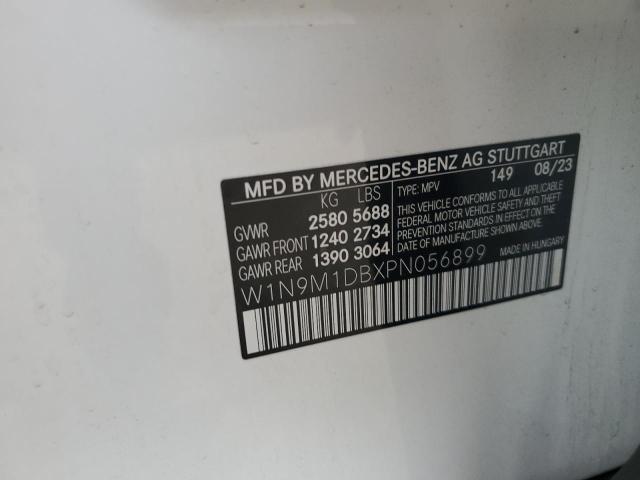 MFD BY MERCEDES-BENZ AG STUTTGART
KG LBS TYPE: MPV 149 08/23
GVWR 2580 5688
GAWR FRONT 1240 2734
GAWR REAR 1390 3064
THIS VEHICLE CONFORMS TO ALL APPLICABLE
FEDERAL MOTOR VEHICLE SAFETY AND THEFT
PREVENTION STANDARDS IN EFFECT ON THE
DATE OF MANUFACTURE SHOWN ABOVE.
W1N9M1DBXPN056899 MADE IN HUNGARY